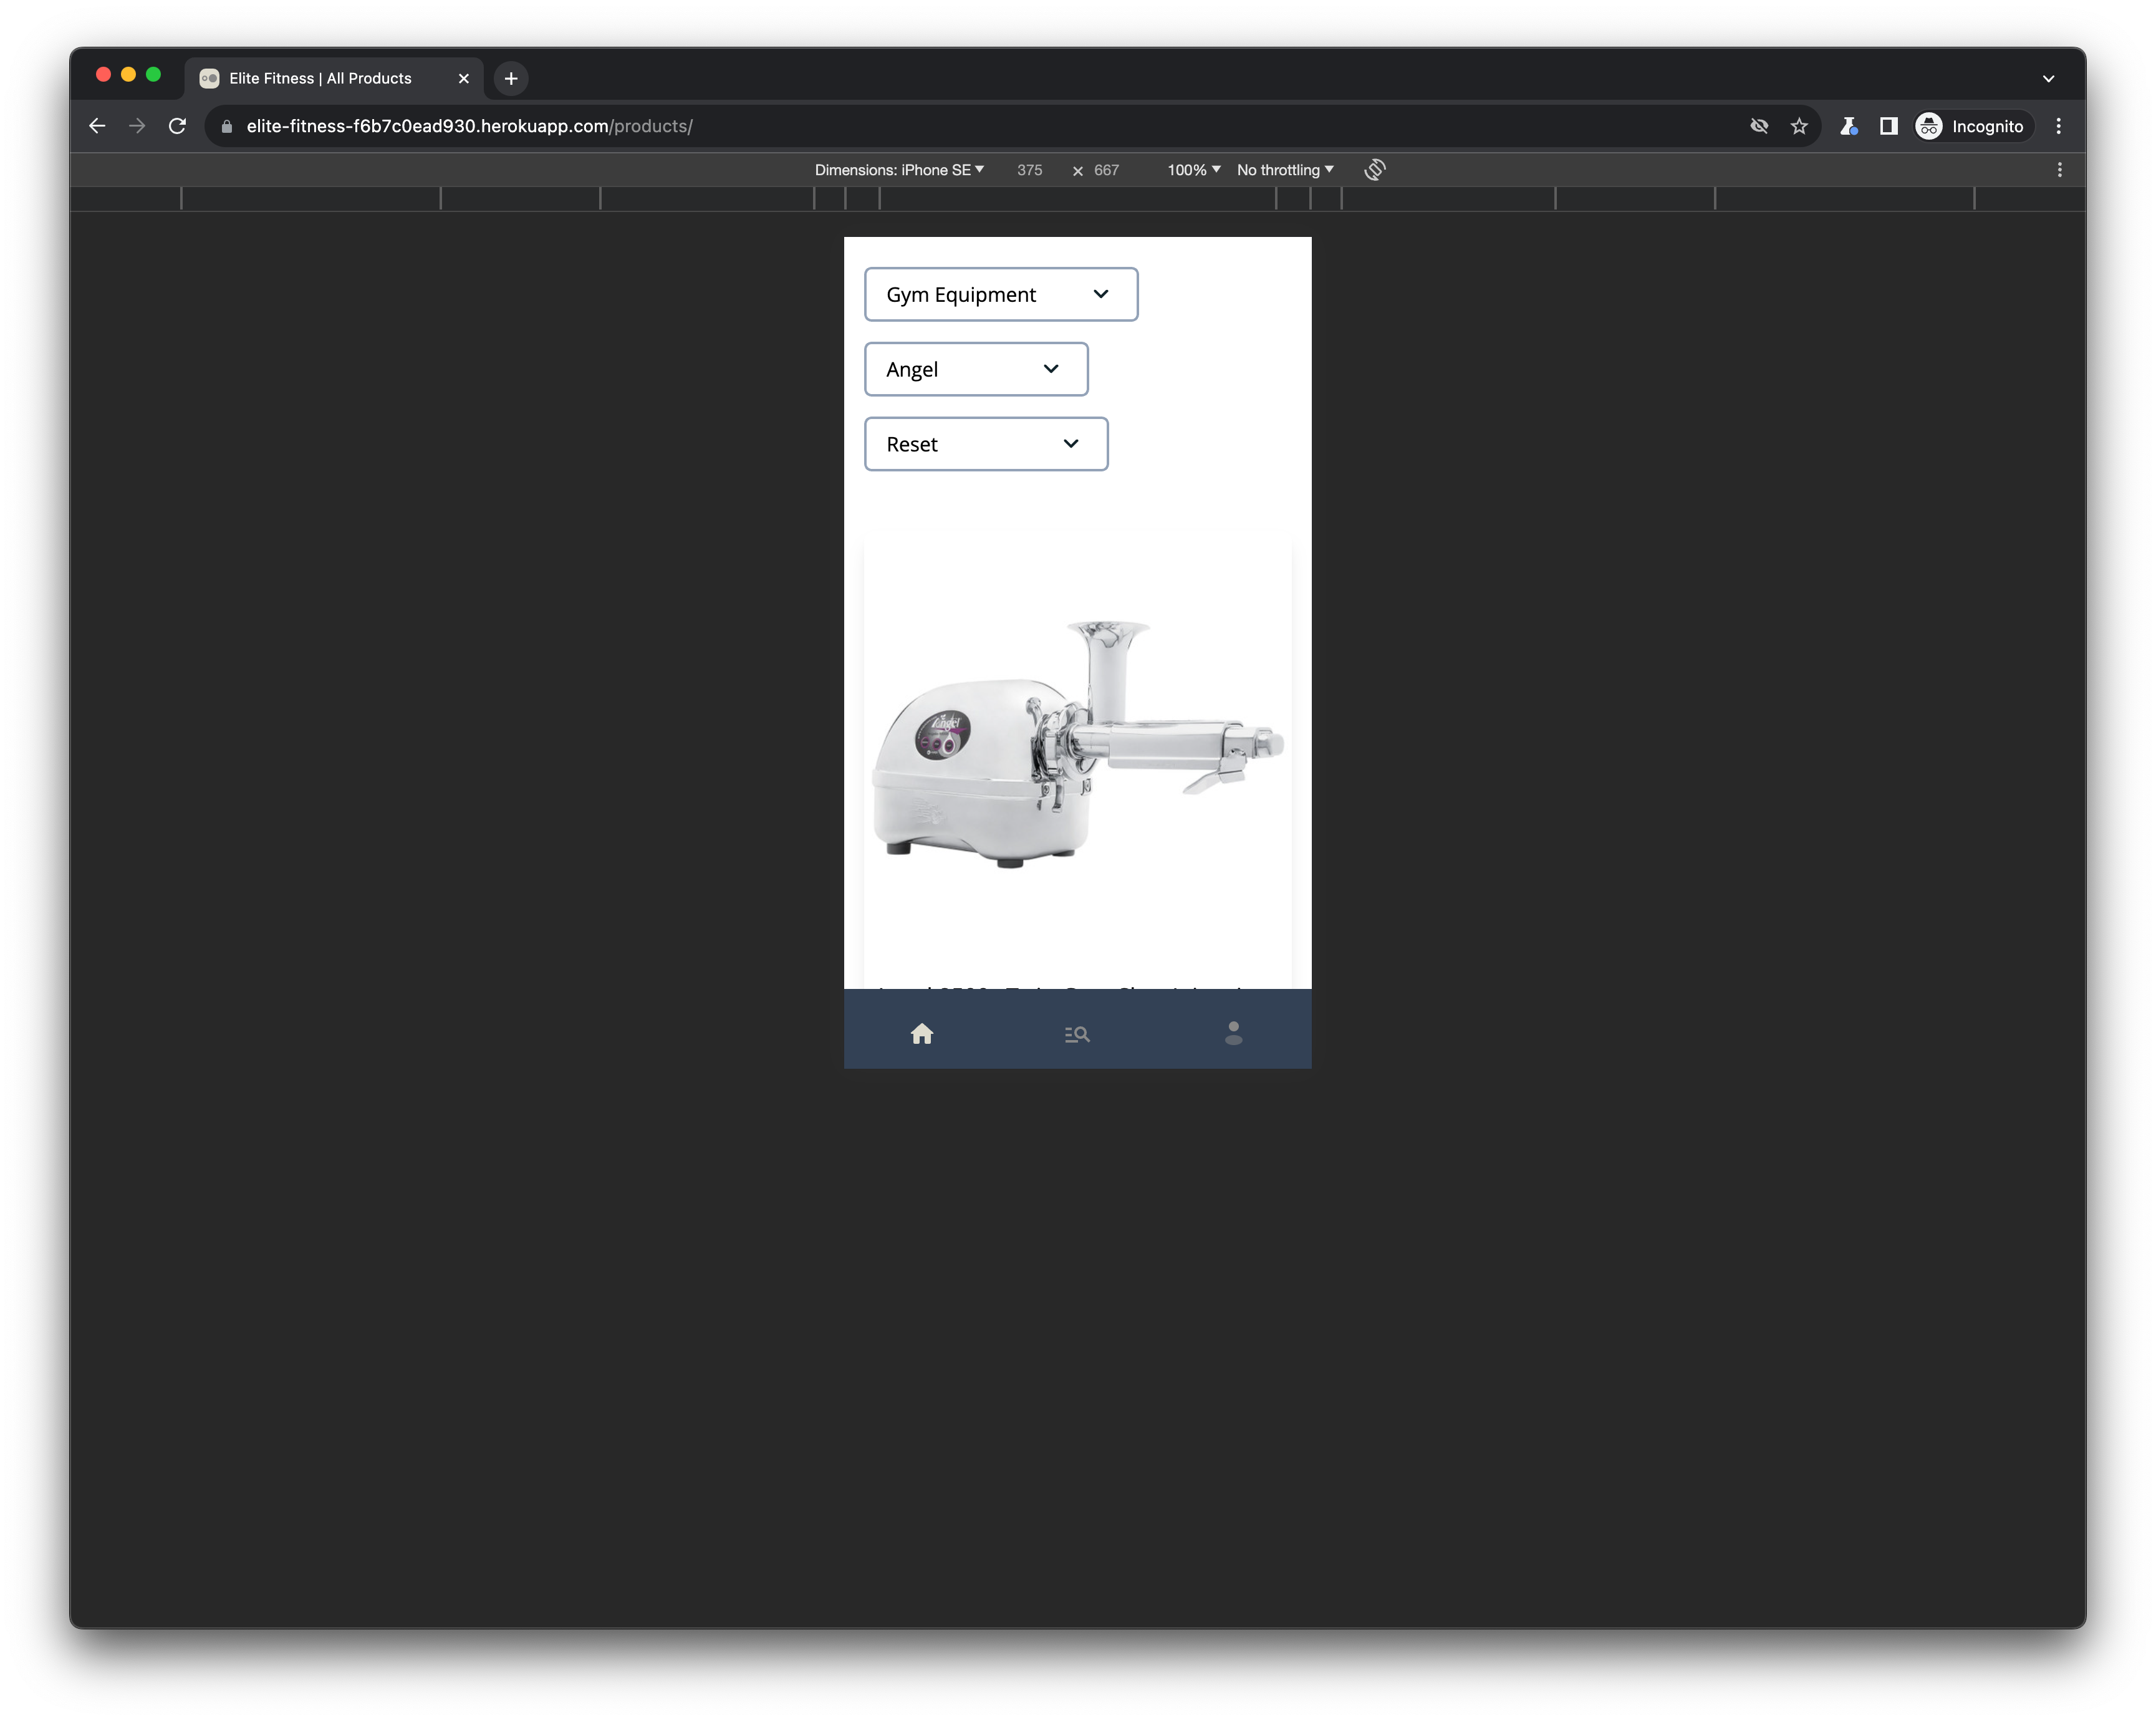 Elite Fitness | All Products
elite-fitness-f6b7c0ead930.herokuapp.com/products/
Incognito
Dimensions: iPhone SE 375 × 667 100% No throttling
Gym Equipment
Angel
Reset
Angel